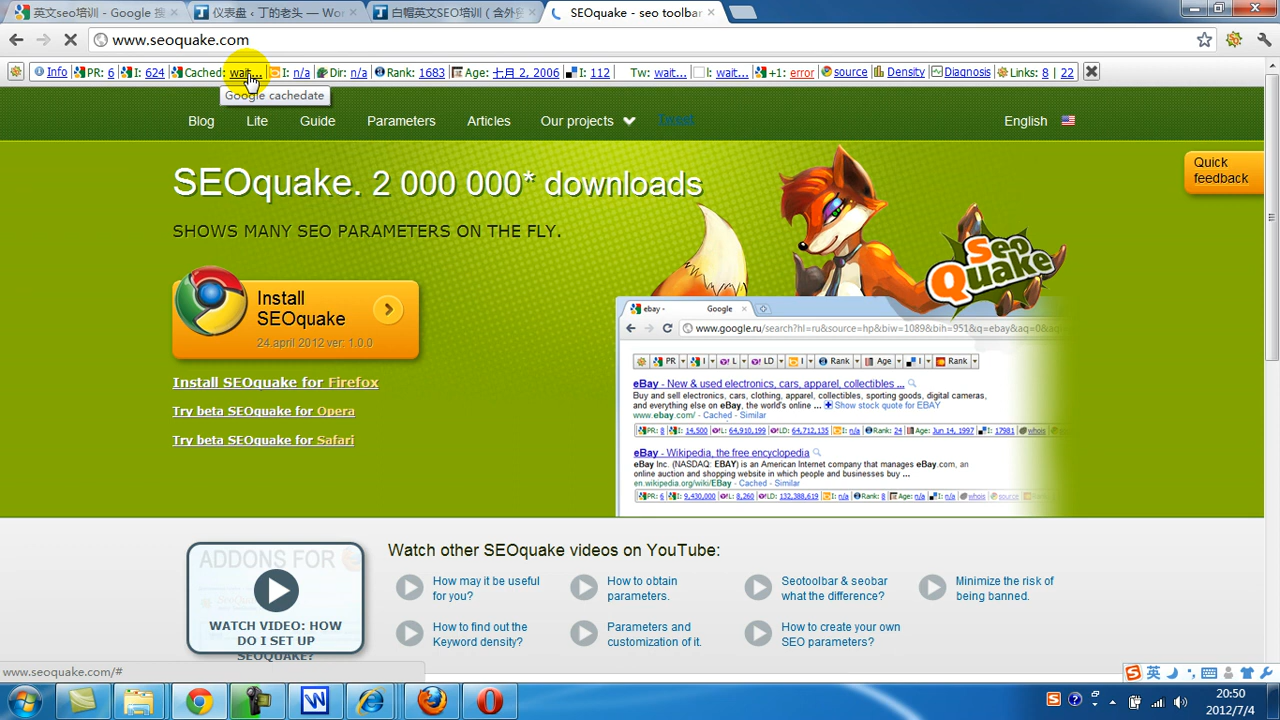 英文seo培训 - Google 搜
仪表盘 ‹ 丁的老头 — Wor
白帽英文SEO培训（含外贸
SEOquake - seo toolbar
www.seoquake.com
Info PR: 6 I: 624 Cached: wait... I: n/a Dir: n/a Rank: 1683 Age: 七月 2, 2006 I: 112 Tw: wait... l: wait... +1: error source Density Diagnosis Links: 8 | 22
Google cachedate
Blog Lite Guide Parameters Articles Our projects Tweet English
Quick
feedback
SEOquake. 2 000 000* downloads
SHOWS MANY SEO PARAMETERS ON THE FLY.
Seo
Quake
Install
SEOquake
24.april 2012 ver: 1.0.0
Install SEOquake for Firefox
Try beta SEOquake for Opera
Try beta SEOquake for Safari
ebay - Google
www.google.ru/search?hl=ru&source=hp&biw=1089&bih=951&q=ebay&aq=0&a
PR I L LD I Rank Age I Rank
eBay - New & used electronics, cars, apparel, collectibles ...
Buy and sell electronics, cars, clothing, apparel, collectibles, sporting goods, digital cameras,
and everything else on eBay, the world's online ... Show stock quote for EBAY
www.ebay.com/ - Cached - Similar
PR: 8 I: 14,500 L: 64,910,199 LD: 64,712,135 I: n/a Rank: 24 Age: Jun 14, 1997 I: 17981 whois
eBay - Wikipedia, the free encyclopedia
eBay Inc. (NASDAQ: EBAY) is an American Internet company that manages eBay.com, an
online auction and shopping website in which people and businesses buy ...
en.wikipedia.org/wiki/EBay - Cached - Similar
PR: 6 I: 9,430,000 L: 8,260 LD: 132,388,619 I: n/a Rank: 8 Age: n/a I: n/a whois source
ADDONS FOR
WATCH VIDEO: HOW
DO I SET UP
SEOQUAKE?
Watch other SEOquake videos on YouTube:
How may it be useful
for you?
How to obtain
parameters.
Seotoolbar & seobar
what the difference?
Minimize the risk of
being banned.
How to find out the
Keyword density?
Parameters and
customization of it.
How to create your own
SEO parameters?
www.seoquake.com/#
英
20:50
2012/7/4